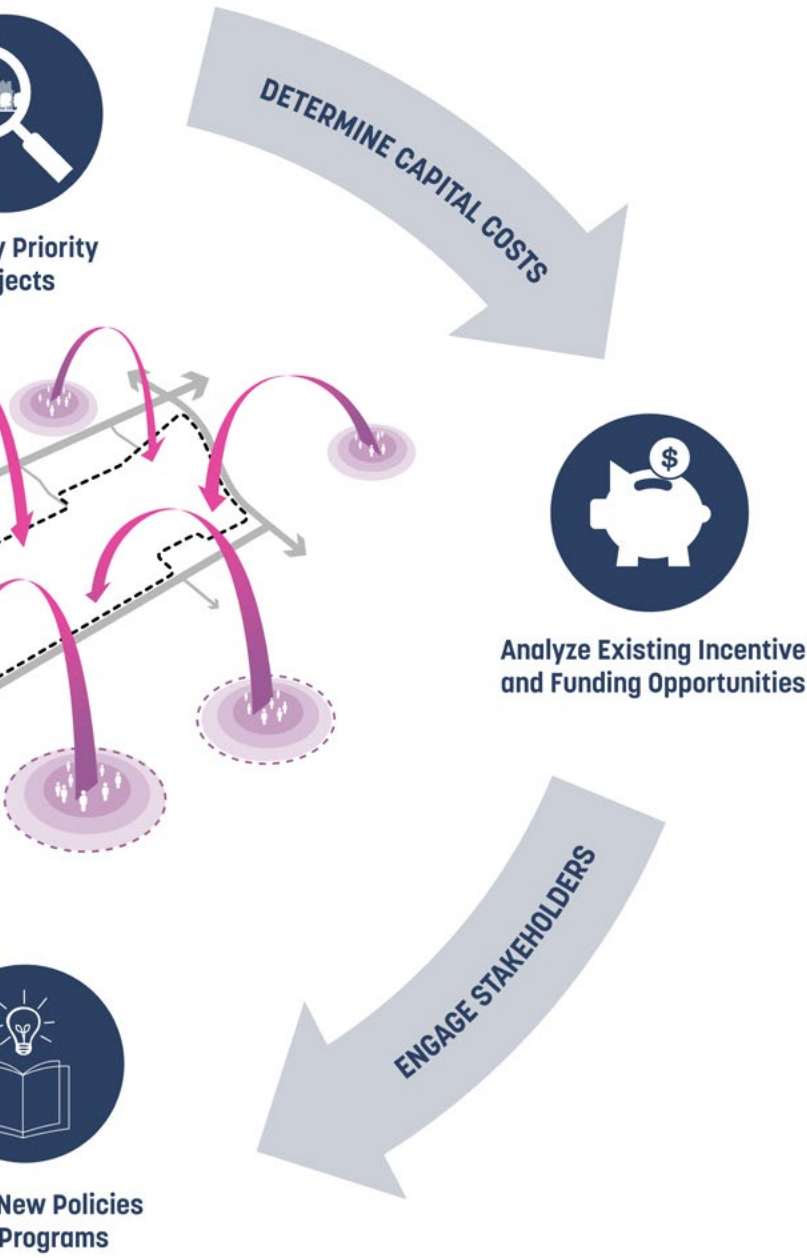 DETERMINE CAPITAL COSTS
y Priority
jects
$
Analyze Existing Incentive
and Funding Opportunities
ENGAGE STAKEHOLDERS
New Policies
Programs